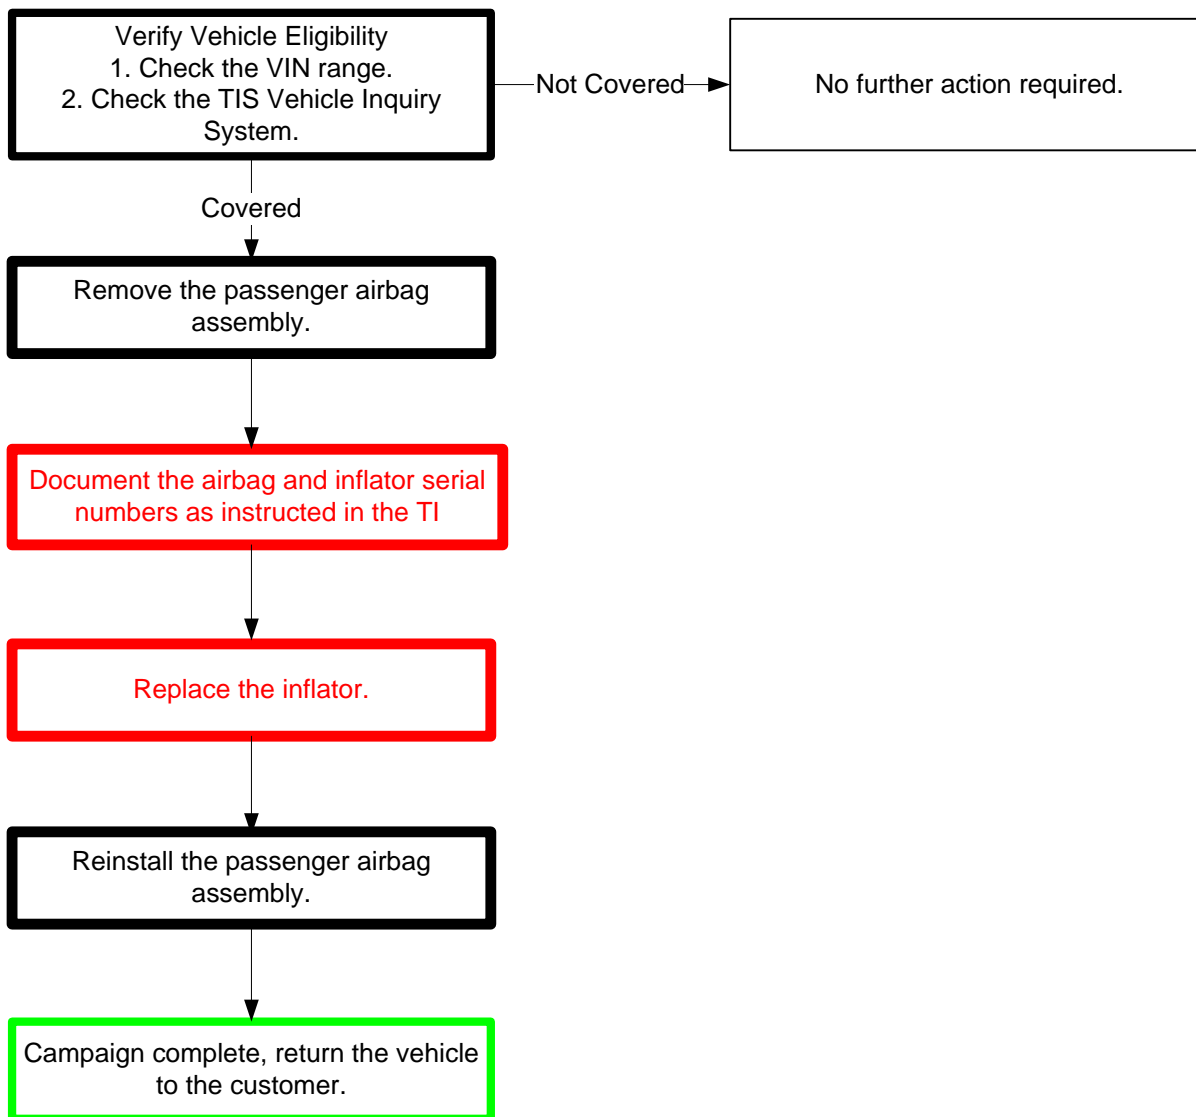 Verify Vehicle Eligibility
1. Check the VIN range.
2. Check the TIS Vehicle Inquiry
System.
Not Covered
No further action required.
Covered
Remove the passenger airbag
assembly.
Document the airbag and inflator serial
numbers as instructed in the TI
Replace the inflator.
Reinstall the passenger airbag
assembly.
Campaign complete, return the vehicle
to the customer.